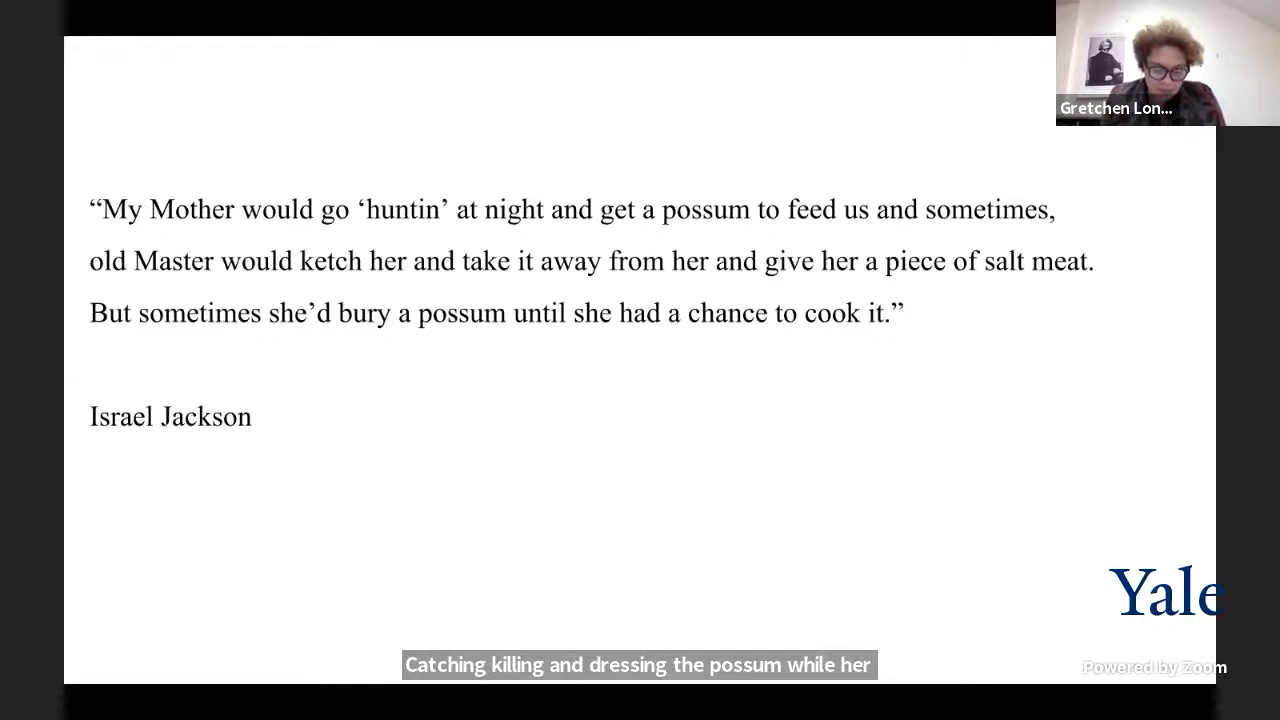 Gretchen Lon...
“My Mother would go ‘huntin’ at night and get a possum to feed us and sometimes,
old Master would ketch her and take it away from her and give her a piece of salt meat.
But sometimes she’d bury a possum until she had a chance to cook it.”
Israel Jackson
Yale
Catching killing and dressing the possum while her
Powered by Zoom